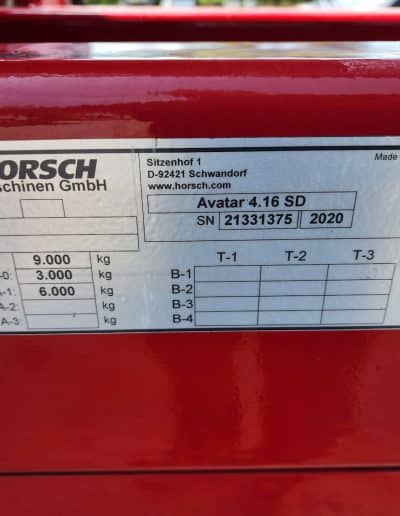 ORSCH
schinen GmbH
Sitzenhof 1
D-92421 Schwandorf
www.horsch.com
Made
Avatar 4.16 SD
SN 21331375 2020
9.000 kg
-0: 3.000 kg
A-1: 6.000 kg
A-2: kg
A-3: kg
T-1 T-2 T-3
B-1
B-2
B-3
B-4